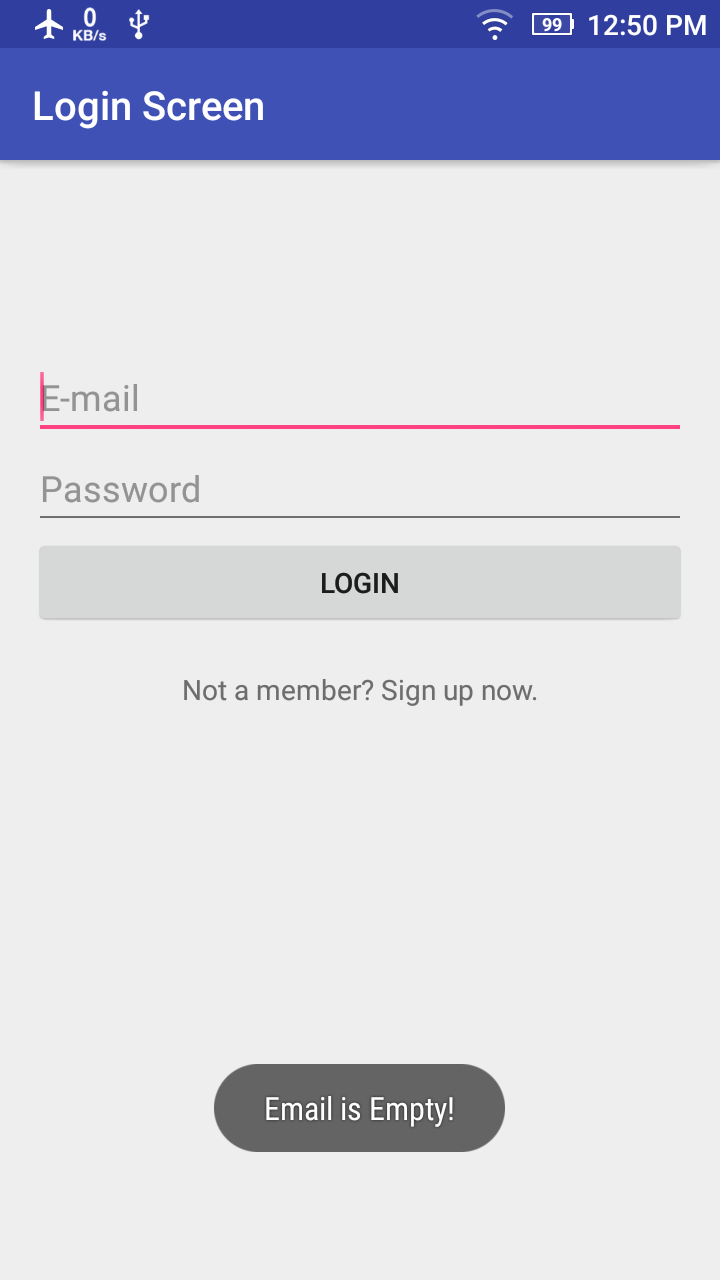 0
KB/s
99
12:50 PM
Login Screen
E-mail
Password
LOGIN
Not a member? Sign up now.
Email is Empty!